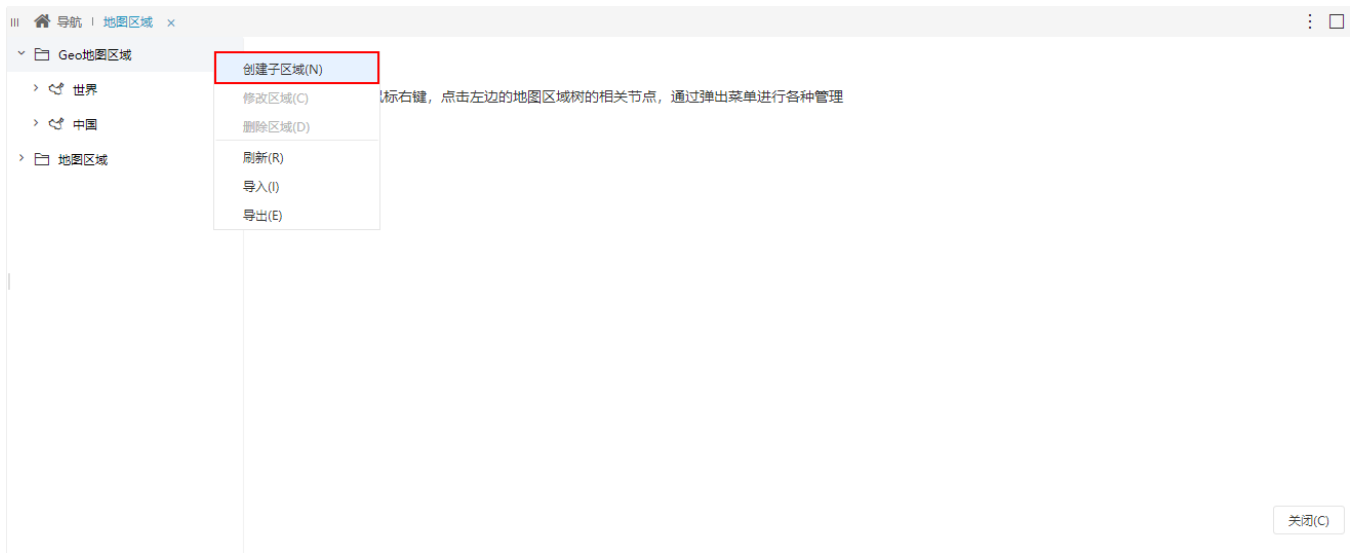 导航 地图区域 ×
Geo地图区域
世界
中国
地图区域
创建子区域(N)
修改区域(C)
删除区域(D)
刷新(R)
导入(I)
导出(E)
标右键，点击左边的地图区域树的相关节点，通过弹出菜单进行各种管理
关闭(C)